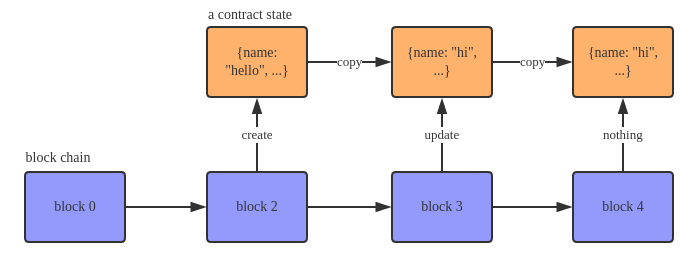 a contract state
{name:
"hello", ...}
copy
{name: "hi",
...}
copy
{name: "hi",
...}
create
update
nothing
block chain
block 0
block 2
block 3
block 4